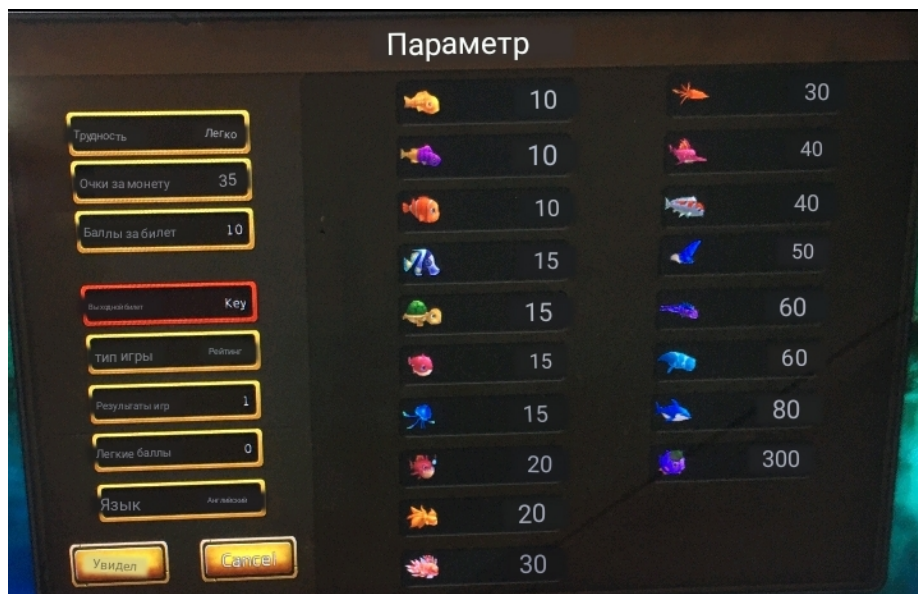 Параметр
Трудность Легко
Очки за монету 35
Баллы за билет 10
Выходной билет Key
тип игры Рейтинг
Результаты игр 1
Легкие баллы 0
Язык Английский
Увидел Cancel
10
10
10
15
15
15
15
20
20
30
30
40
40
50
60
60
80
300